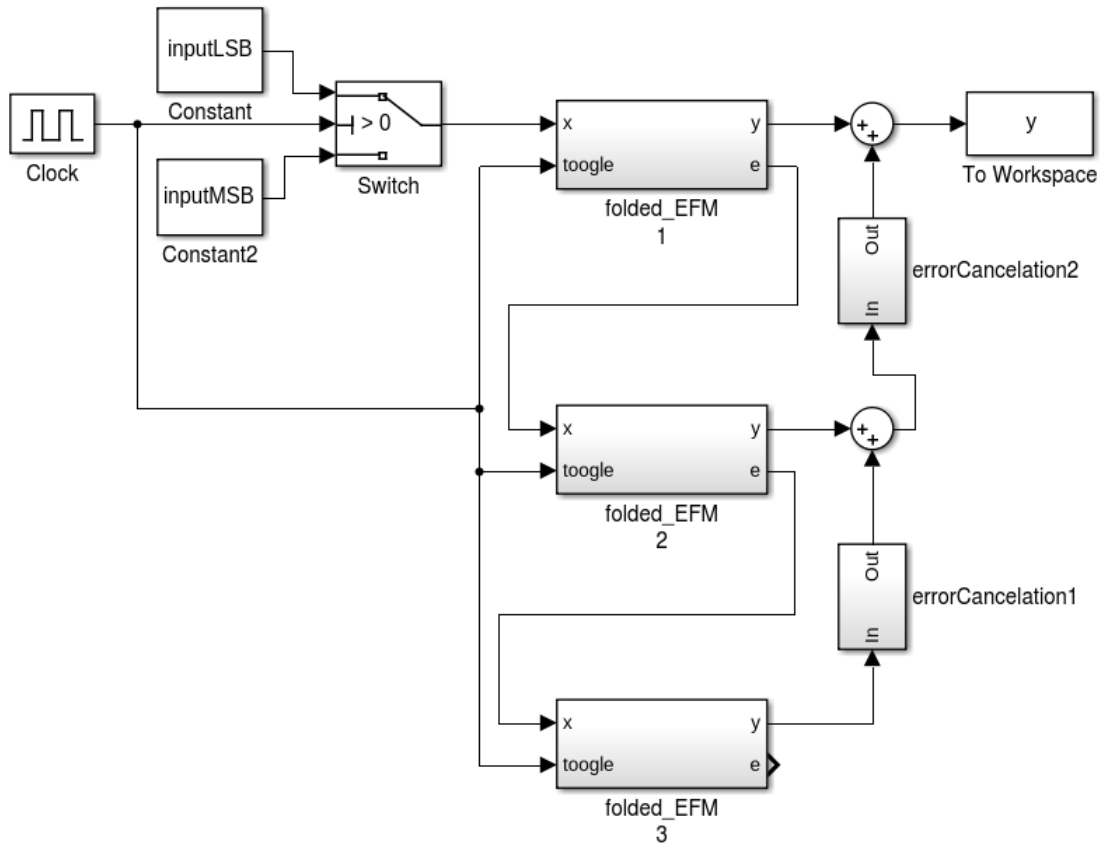 inputLSB
Constant
Clock
> 0
Switch
inputMSB
Constant2
x
y
toogle
e
folded_EFM
1
+
+
y
To Workspace
Out
In
errorCancelation2
x
y
toogle
e
folded_EFM
2
+
+
Out
In
errorCancelation1
x
y
toogle
e
folded_EFM
3